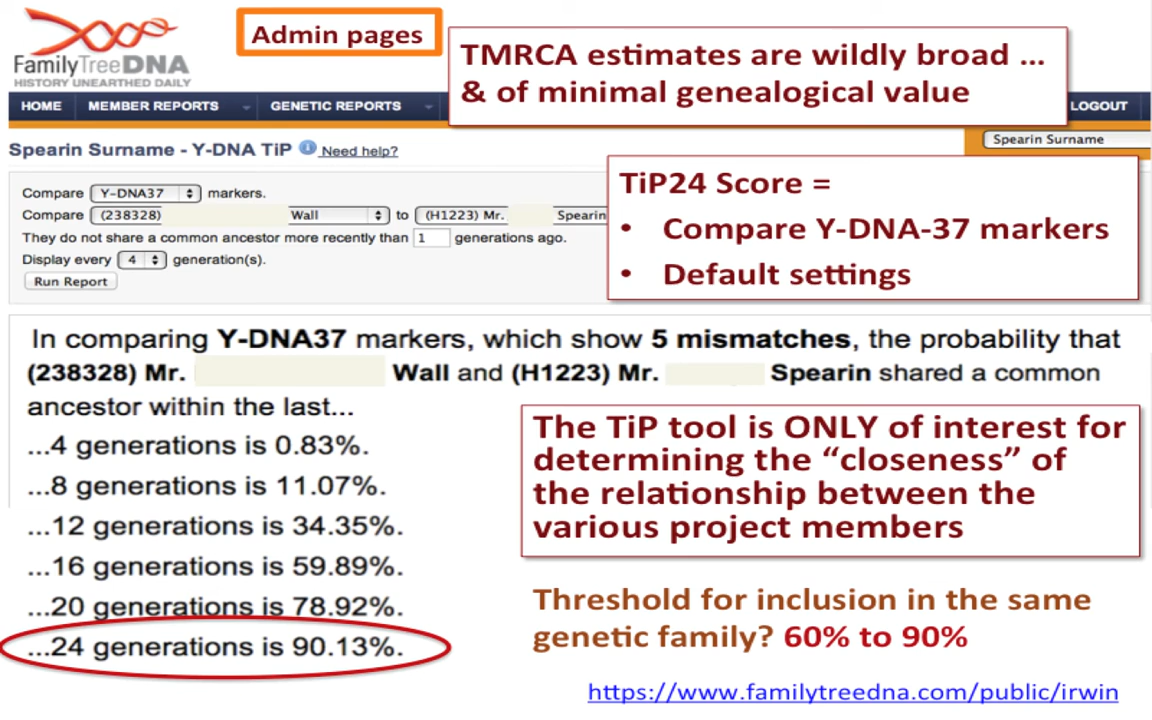 Admin pages
TMRCA estimates are wildly broad ...
& of minimal genealogical value
FamilyTreeDNA
HISTORY UNEARTHED DAILY
HOME MEMBER REPORTS GENETIC REPORTS LOGOUT
Spearin Surname
Spearin Surname - Y-DNA TiP Need help?
Compare Y-DNA37 markers.
Compare (238328) Wall to (H1223) Mr. Spearin
They do not share a common ancestor more recently than 1 generations ago.
Display every 4 generation(s).
Run Report
TiP24 Score =
• Compare Y-DNA-37 markers
• Default settings
In comparing Y-DNA37 markers, which show 5 mismatches, the probability that
(238328) Mr. Wall and (H1223) Mr. Spearin shared a common
ancestor within the last...
...4 generations is 0.83%.
...8 generations is 11.07%.
...12 generations is 34.35%.
...16 generations is 59.89%.
...20 generations is 78.92%.
...24 generations is 90.13%.
The TiP tool is ONLY of interest for
determining the “closeness” of
the relationship between the
various project members
Threshold for inclusion in the same
genetic family? 60% to 90%
https://www.familytreedna.com/public/irwin